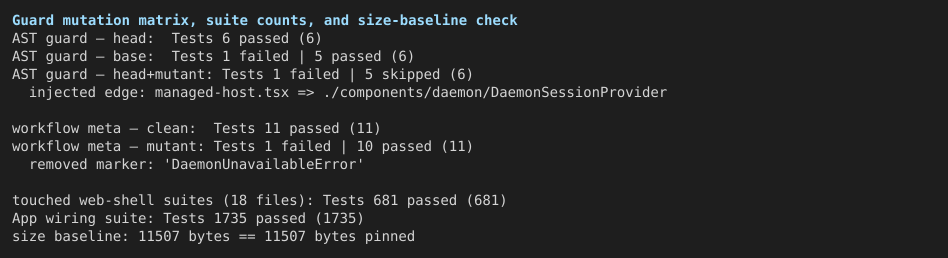 Guard mutation matrix, suite counts, and size-baseline check
AST guard — head:  Tests 6 passed (6)
AST guard — base:  Tests 1 failed | 5 passed (6)
AST guard — head+mutant: Tests 1 failed | 5 skipped (6)
  injected edge: managed-host.tsx => ./components/daemon/DaemonSessionProvider
workflow meta — clean:  Tests 11 passed (11)
workflow meta — mutant: Tests 1 failed | 10 passed (11)
  removed marker: 'DaemonUnavailableError'
touched web-shell suites (18 files): Tests 681 passed (681)
App wiring suite: Tests 1735 passed (1735)
size baseline: 11507 bytes == 11507 bytes pinned